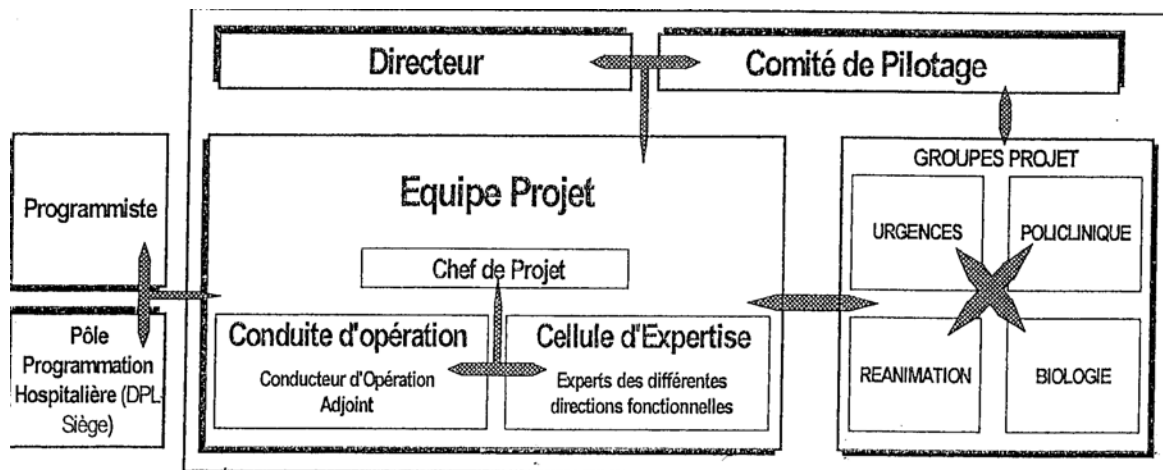 Directeur
Comité de Pilotage
Programmiste
Pôle
Programmation
Hospitalière (DPL
Siège)
Equipe Projet
Chef de Projet
Conduite d'opération
Conducteur d'Opération
Adjoint
Cellule d'Expertise
Experts des différentes
directions fonctionnelles
GROUPES PROJET
URGENCES
POLICLINIQUE
REANIMATION
BIOLOGIE